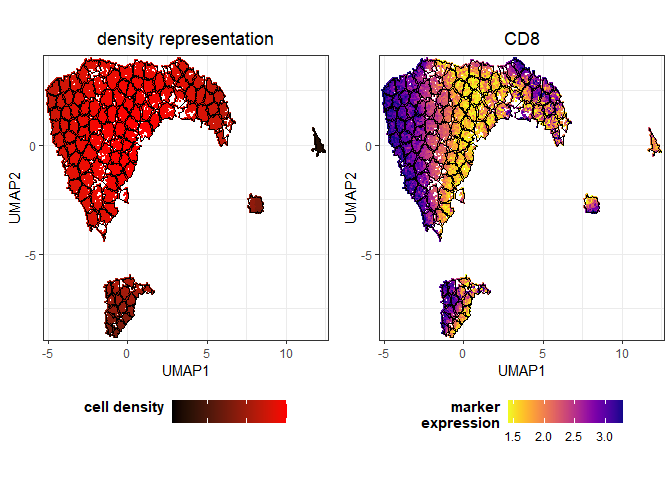 density representation
CD8
0
-5
UMAP2
-5
0
5
10
UMAP1
0
-5
UMAP2
-5
0
5
10
UMAP1
cell density
marker
expression
1.5
2.0
2.5
3.0